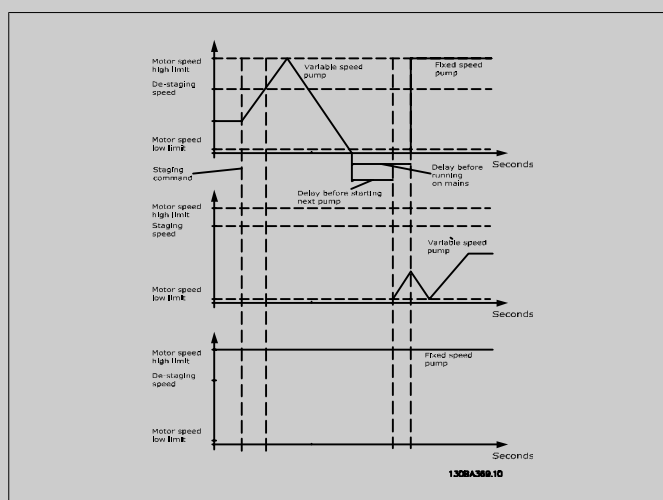 Motor speed
high limit
Variable speed
pump
Fixed speed
pump
De-staging
speed
Motor speed
low limit
Seconds
Staging
command
Delay before
running
on mains
Delay before starting
next pump
Motor speed
high limit
Staging
speed
Variable speed
pump
Motor speed
low limit
Seconds
Motor speed
high limit
Fixed speed
pump
De-staging
speed
Motor speed
low limit
Seconds
130BA369.10